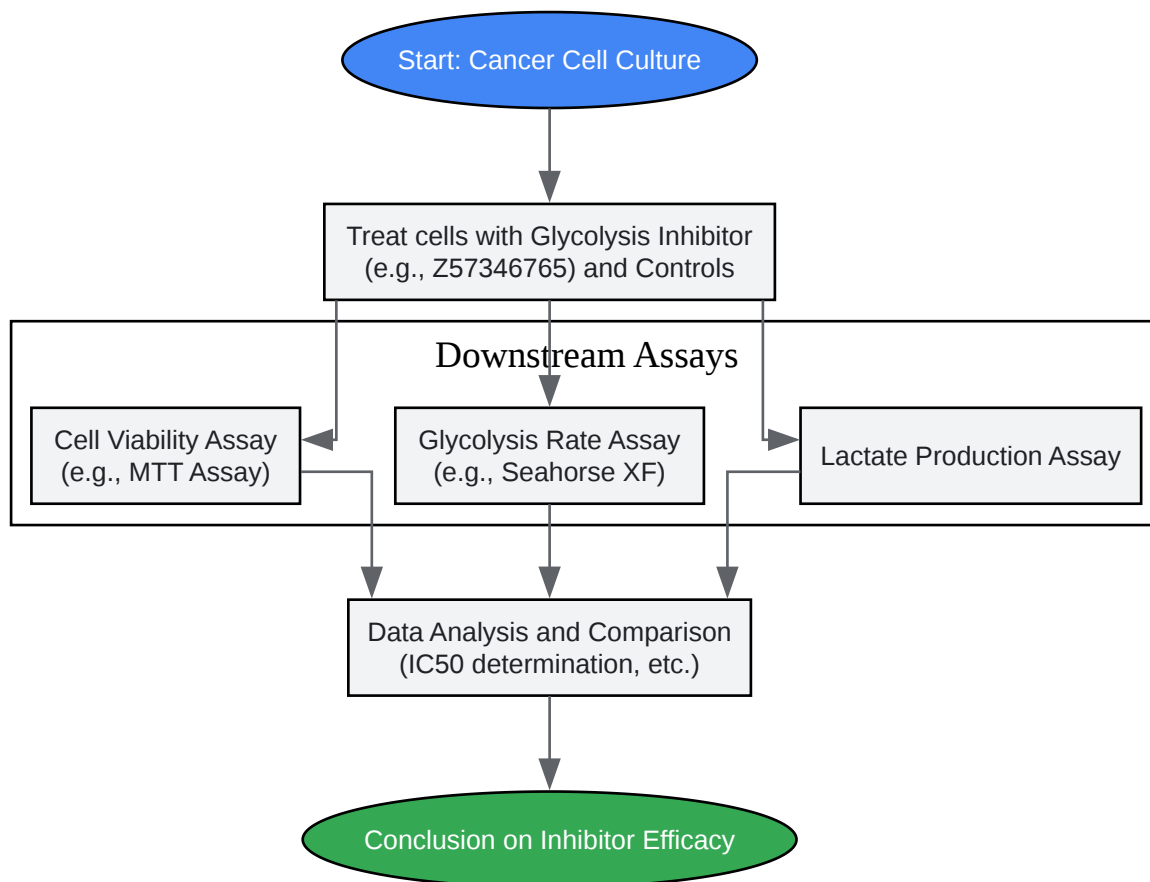 Start: Cancer Cell Culture
Treat cells with Glycolysis Inhibitor
(e.g., Z57346765) and Controls
Downstream Assays
Cell Viability Assay
(e.g., MTT Assay)
Glycolysis Rate Assay
(e.g., Seahorse XF)
Lactate Production Assay
Data Analysis and Comparison
(IC50 determination, etc.)
Conclusion on Inhibitor Efficacy